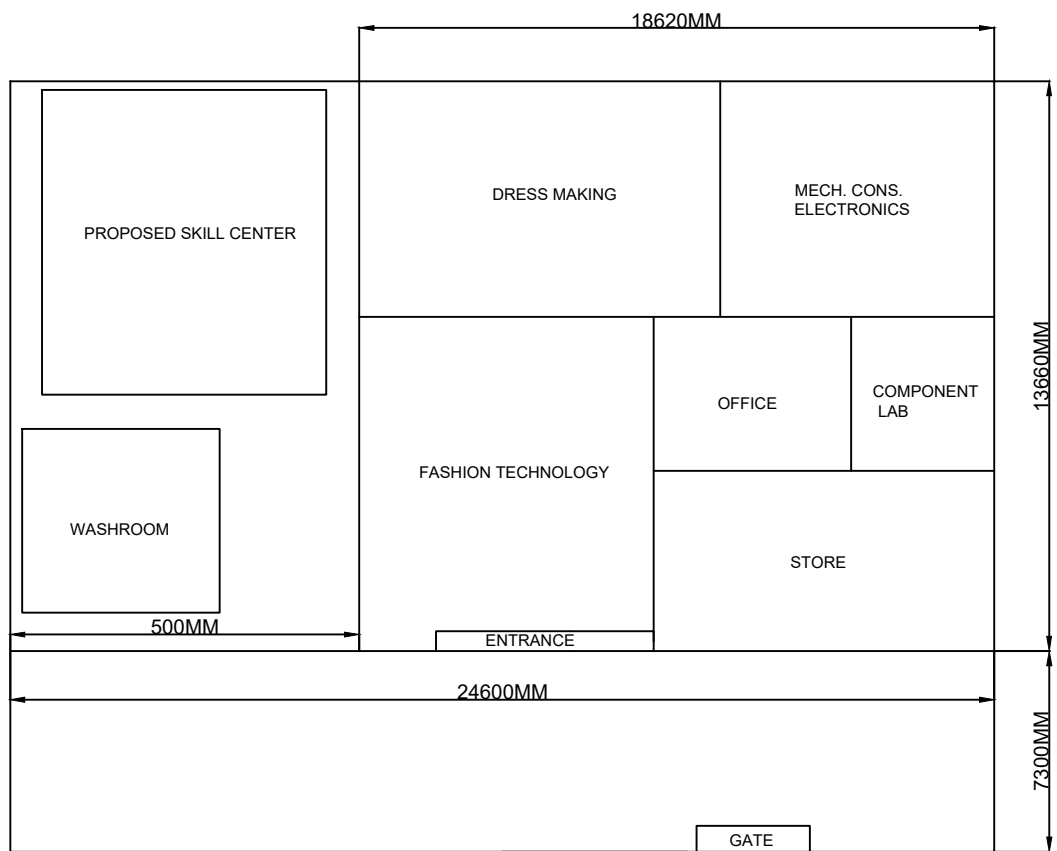 18620MM
DRESS MAKING
MECH. CONS.
ELECTRONICS
PROPOSED SKILL CENTER
13660MM
OFFICE
COMPONENT
LAB
FASHION TECHNOLOGY
WASHROOM
STORE
500MM
ENTRANCE
24600MM
7300MM
GATE